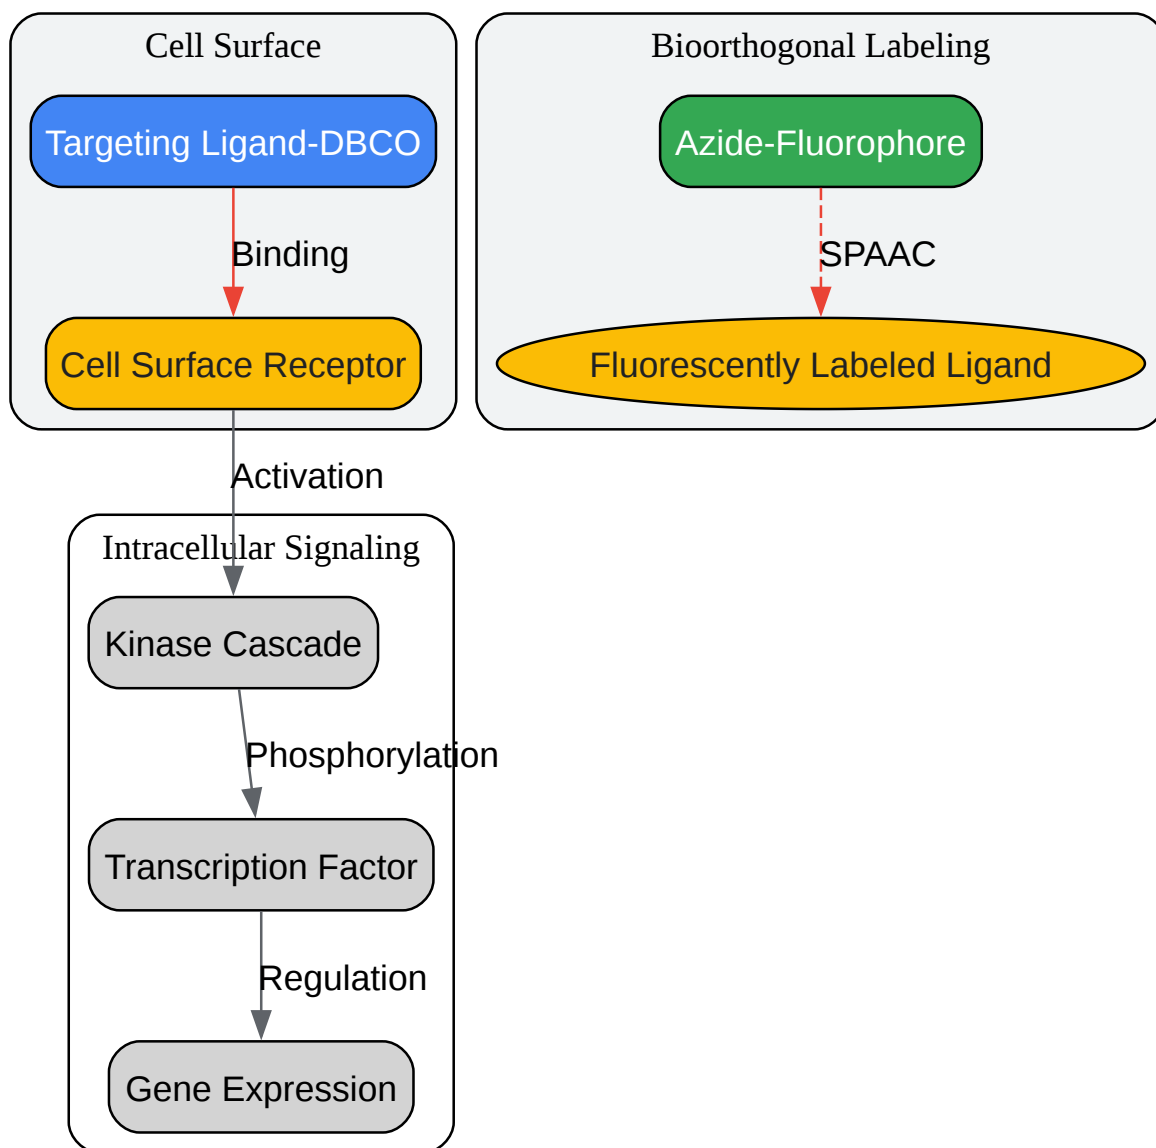 Cell Surface
Targeting Ligand-DBCO
Binding
Cell Surface Receptor
Activation
Intracellular Signaling
Kinase Cascade
Phosphorylation
Transcription Factor
Regulation
Gene Expression
Bioorthogonal Labeling
Azide-Fluorophore
SPAAC
Fluorescently Labeled Ligand